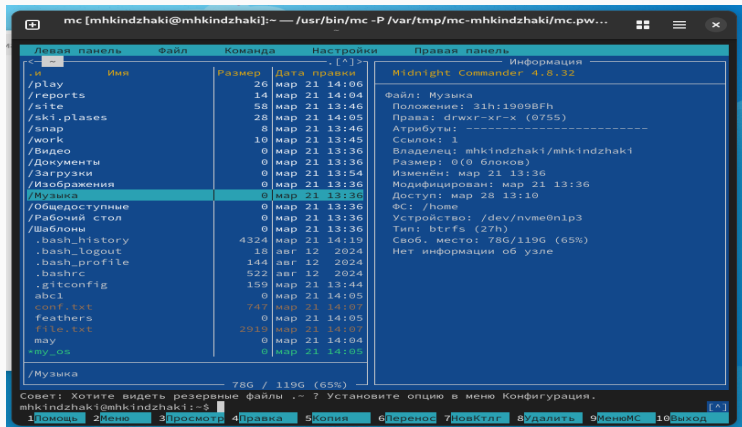 mc [mhkindzhaki@mhkindzhaki]:~ — /usr/bin/mc -P /var/tmp/mc-mhkindzhaki/mc.pw...
~
Левая панель Файл Команда Настройки Правая панель
<— ~ .[^]> Информация
.и Имя Размер Дата правки Midnight Commander 4.8.32
/play 26 мар 21 14:06
/reports 14 мар 21 14:04 Файл: Музыка
/site 58 мар 21 13:46 Положение: 31h:1909BFh
/ski.plases 28 мар 21 14:05 Права: drwxr-xr-x (0755)
/snap 8 мар 21 13:46 Атрибуты: -------------------------
/work 10 мар 21 13:45 Ссылок: 1
/Видео 0 мар 21 13:36 Владелец: mhkindzhaki/mhkindzhaki
/Документы 0 мар 21 13:36 Размер: 0(0 блоков)
/Загрузки 0 мар 21 13:54 Изменён: мар 21 13:36
/Изображения 0 мар 21 13:36 Модифицирован: мар 21 13:36
/Музыка 0 мар 21 13:36 Доступ: мар 28 13:10
/Общедоступные 0 мар 21 13:36 ФС: /home
/Рабочий стол 0 мар 21 13:36 Устройство: /dev/nvme0n1p3
/Шаблоны 0 мар 21 13:36 Тип: btrfs (27h)
.bash_history 4324 мар 21 14:19 Своб. место: 78G/119G (65%)
.bash_logout 18 авг 12 2024 Нет информации об узле
.bash_profile 144 авг 12 2024
.bashrc 522 авг 12 2024
.gitconfig 159 мар 21 13:44
abc1 0 мар 21 14:05
conf.txt 747 мар 21 14:07
feathers 0 мар 21 14:05
file.txt 2919 мар 21 14:07
may 0 мар 21 14:04
*my_os 0 мар 21 14:05
/Музыка
78G / 119G (65%)
Совет: Хотите видеть резервные файлы .~ ? Установите опцию в меню Конфигурация.
mhkindzhaki@mhkindzhaki:~$ [^]
1Помощь 2Меню 3Просмотр 4Правка 5Копия 6Перенос 7НовКтлг 8Удалить 9МенюMC 10Выход